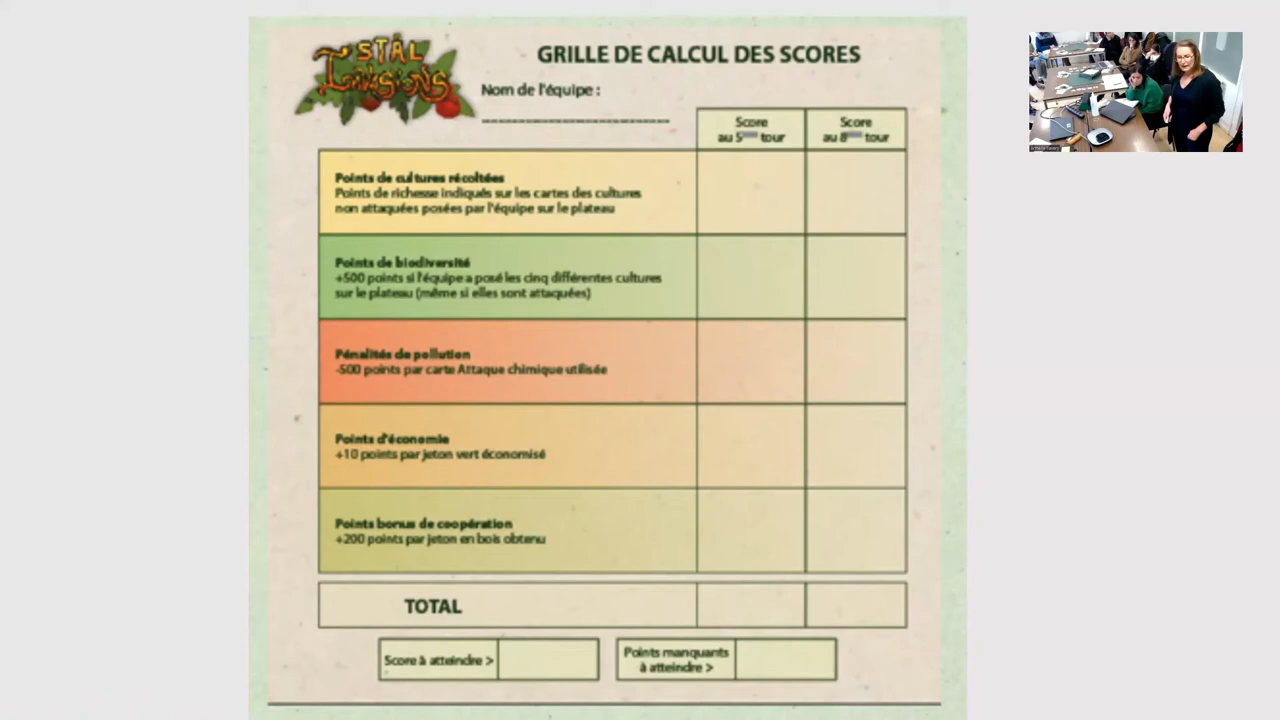 STÅL
GRILLE DE CALCUL DES SCORES
Nom de l'équipe :
Score
au 5ème tour
Score
au 8ème tour
Points de cultures récoltées
Points de richesse indiqués sur les cartes des cultures
non attaquées posées par l'équipe sur le plateau
Points de biodiversité
+500 points si l'équipe a posé les cinq différentes cultures
sur le plateau (même si elles sont attaquées)
Pénalités de pollution
-500 points par carte Attaque chimique utilisée
Points d'économie
+10 points par jeton vert économisé
Points bonus de coopération
+200 points par jeton en bois obtenu
TOTAL
Score à atteindre >
Points manquants
à atteindre >